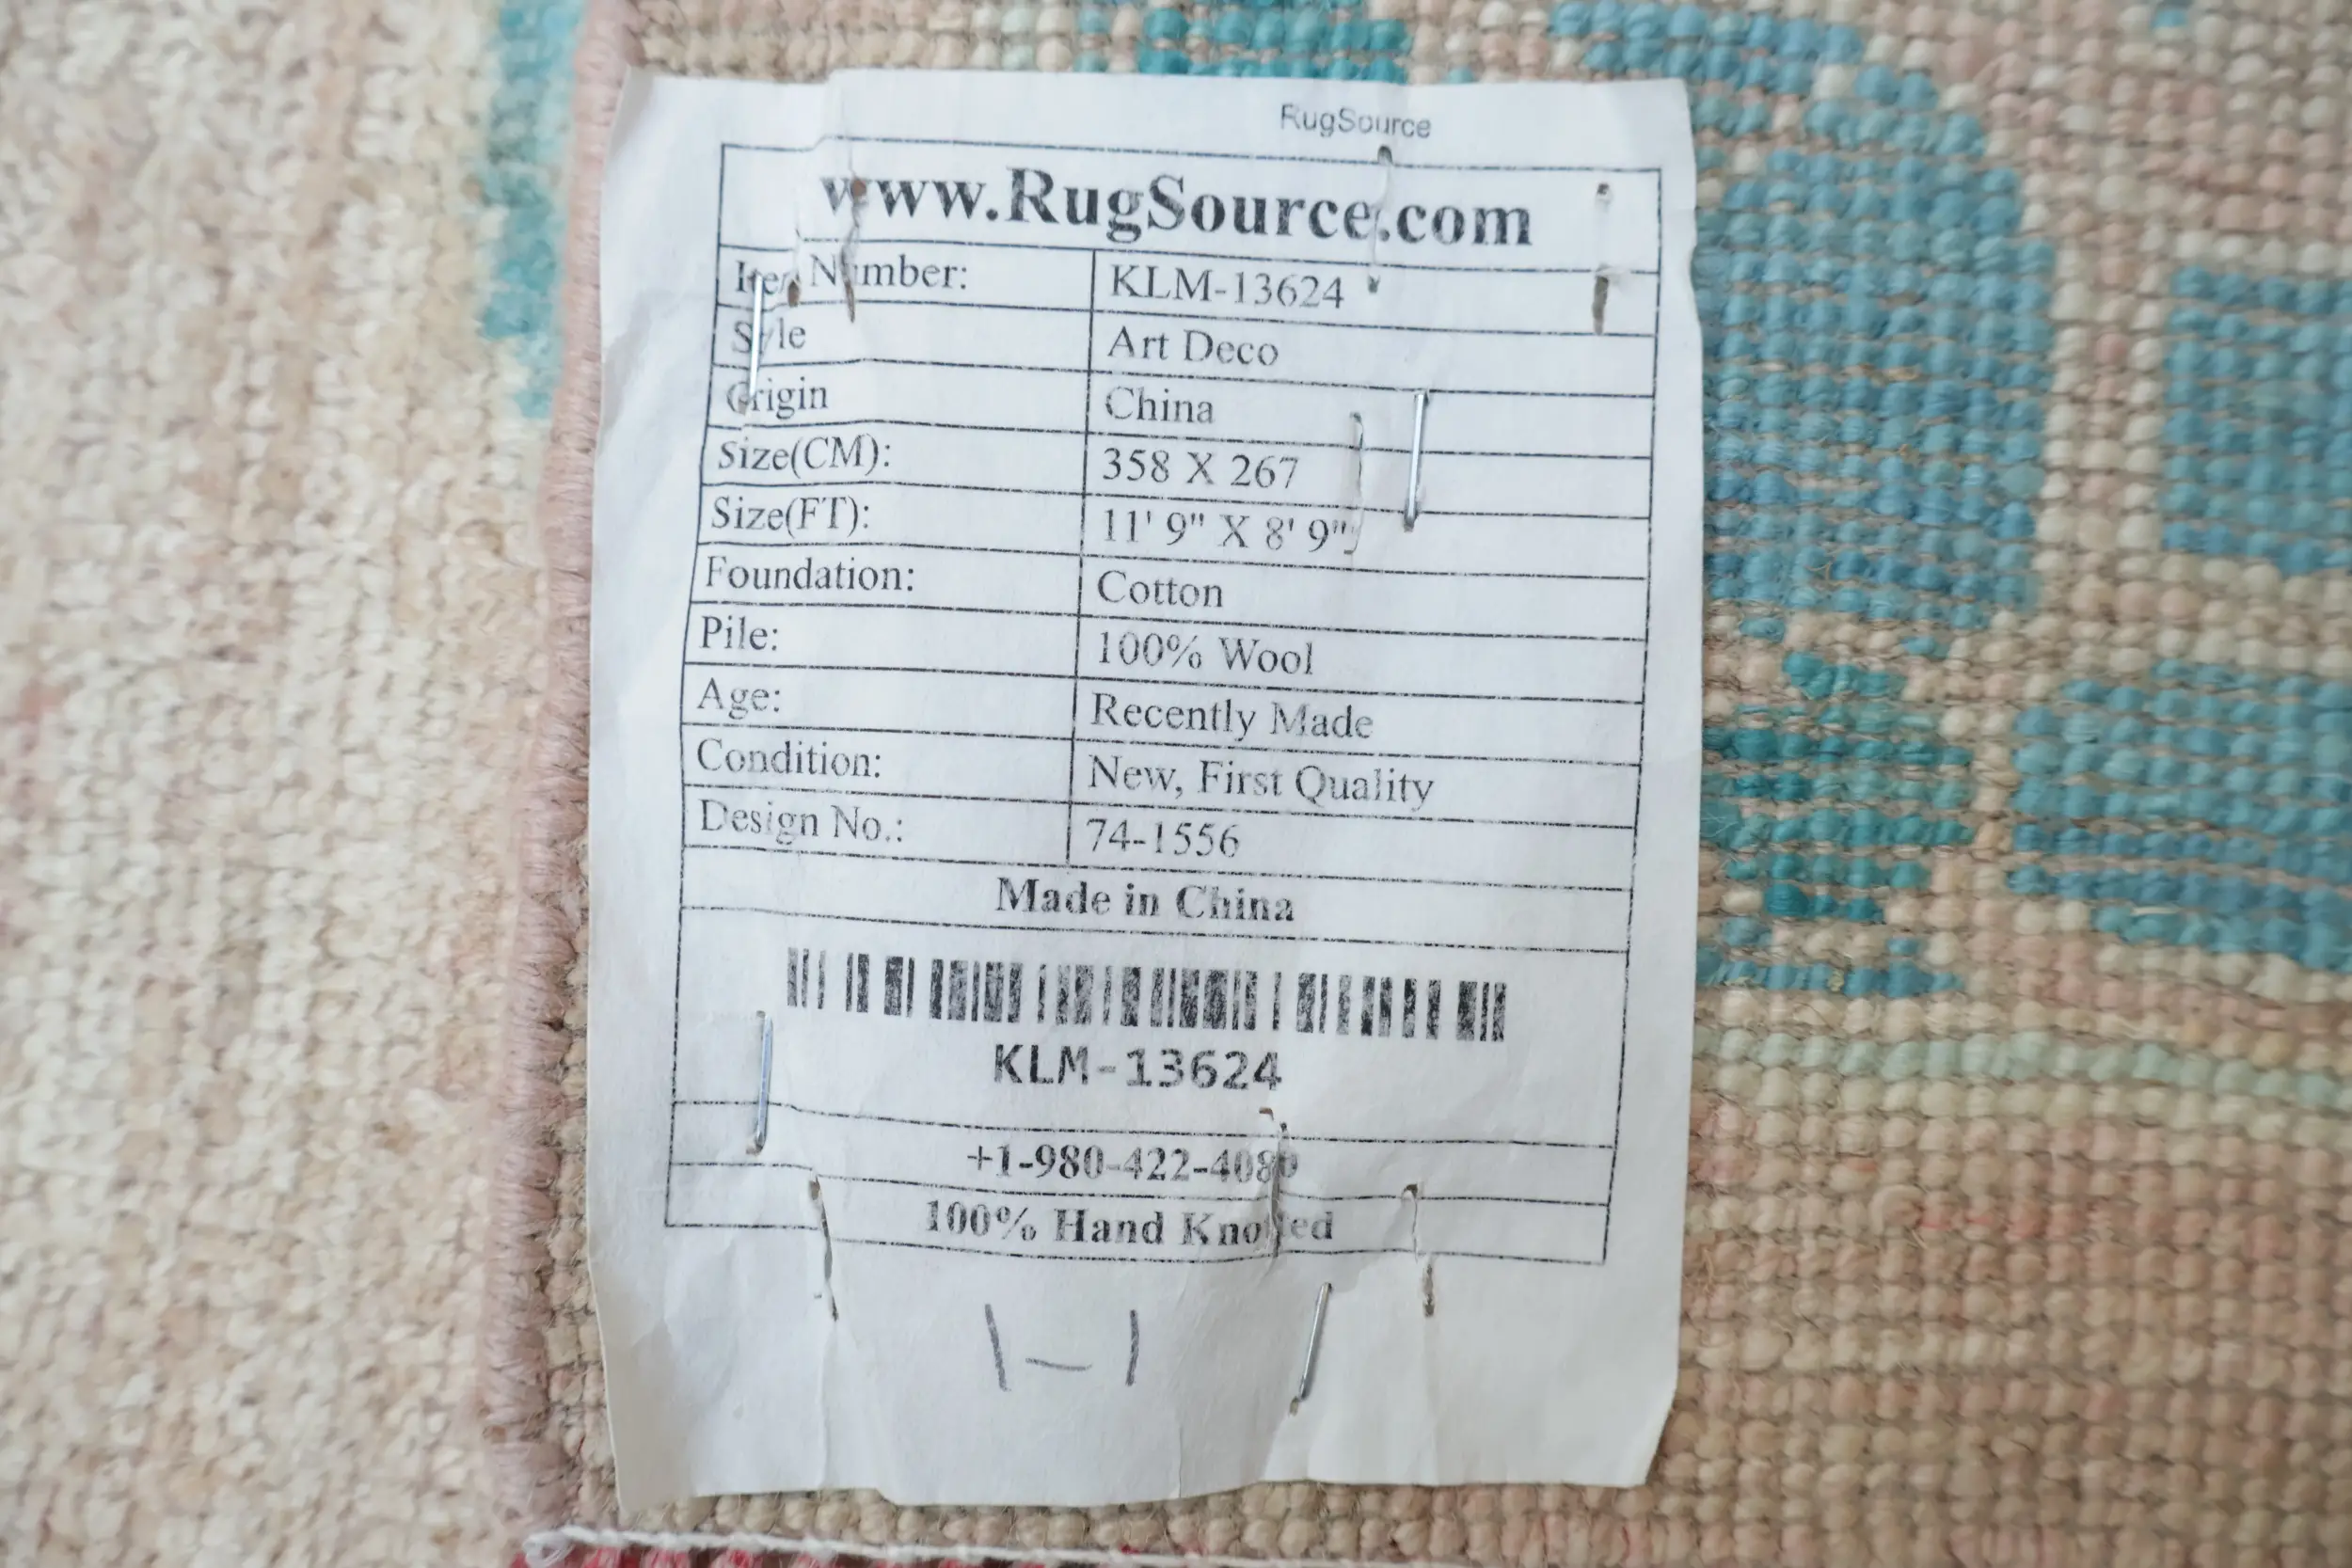 RugSource
www.RugSource.com
Item Number: KLM-13624
Style Art Deco
Origin China
Size(CM): 358 X 267
Size(FT): 11' 9" X 8' 9"
Foundation: Cotton
Pile: 100% Wool
Age: Recently Made
Condition: New, First Quality
Design No.: 74-1556
Made in China
KLM-13624
100% Hand Knotted
1-1